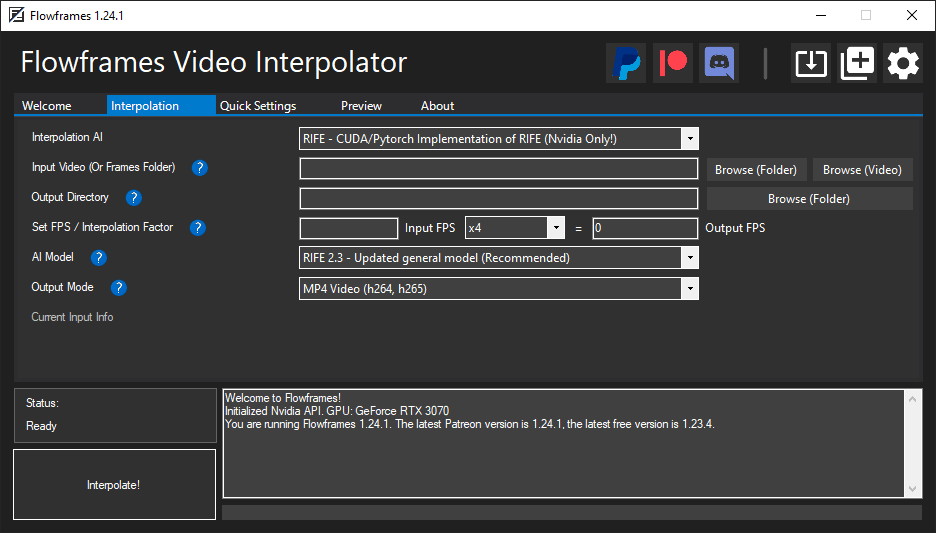 Flowframes 1.24.1
Flowframes Video Interpolator
Welcome Interpolation Quick Settings Preview About
Interpolation AI RIFE - CUDA/Pytorch Implementation of RIFE (Nvidia Only!)
Input Video (Or Frames Folder) ? Browse (Folder) Browse (Video)
Output Directory ? Browse (Folder)
Set FPS / Interpolation Factor ? Input FPS x4 = 0 Output FPS
AI Model ? RIFE 2.3 - Updated general model (Recommended)
Output Mode ? MP4 Video (h264, h265)
Current Input Info
Status:
Ready
Interpolate!
Welcome to Flowframes!
Initialized Nvidia API. GPU: GeForce RTX 3070
You are running Flowframes 1.24.1. The latest Patreon version is 1.24.1, the latest free version is 1.23.4.